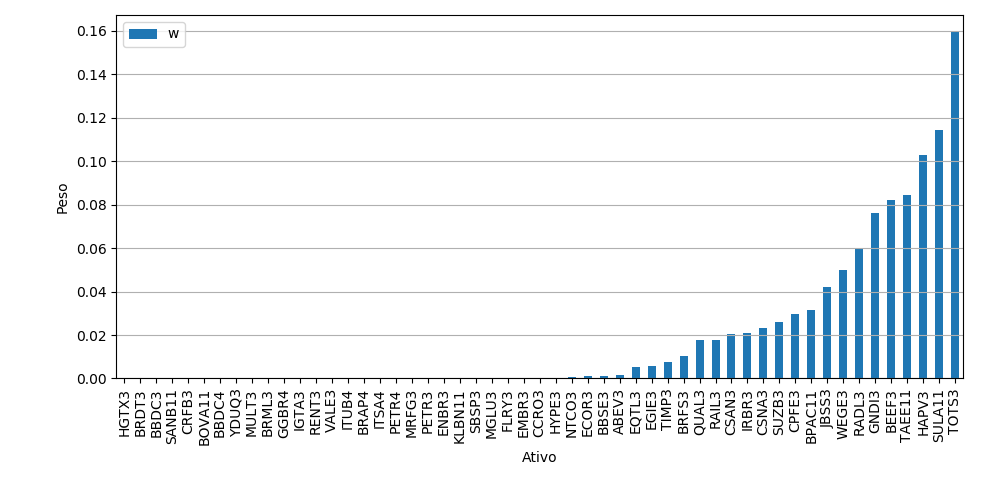 w
0.16
0.14
0.12
0.10
0.08
0.06
0.04
0.02
0.00
Peso
HGTX3
BRDT3
BBDC3
SANB11
CRFB3
BOVA11
BBDC4
YDUQ3
MULT3
BRML3
GGBR4
IGTA3
RENT3
VALE3
ITUB4
BRAP4
ITSA4
PETR4
MRFG3
PETR3
ENBR3
KLBN11
SBSP3
MGLU3
FLRY3
EMBR3
CCRO3
HYPE3
NTCO3
ECOR3
BBSE3
ABEV3
EQTL3
EGIE3
TIMP3
BRFS3
QUAL3
RAIL3
CSAN3
IRBR3
CSNA3
SUZB3
CPFE3
BPAC11
JBSS3
WEGE3
RADL3
GNDI3
BEEF3
TAEE11
HAPV3
SULA11
TOTS3
Ativo